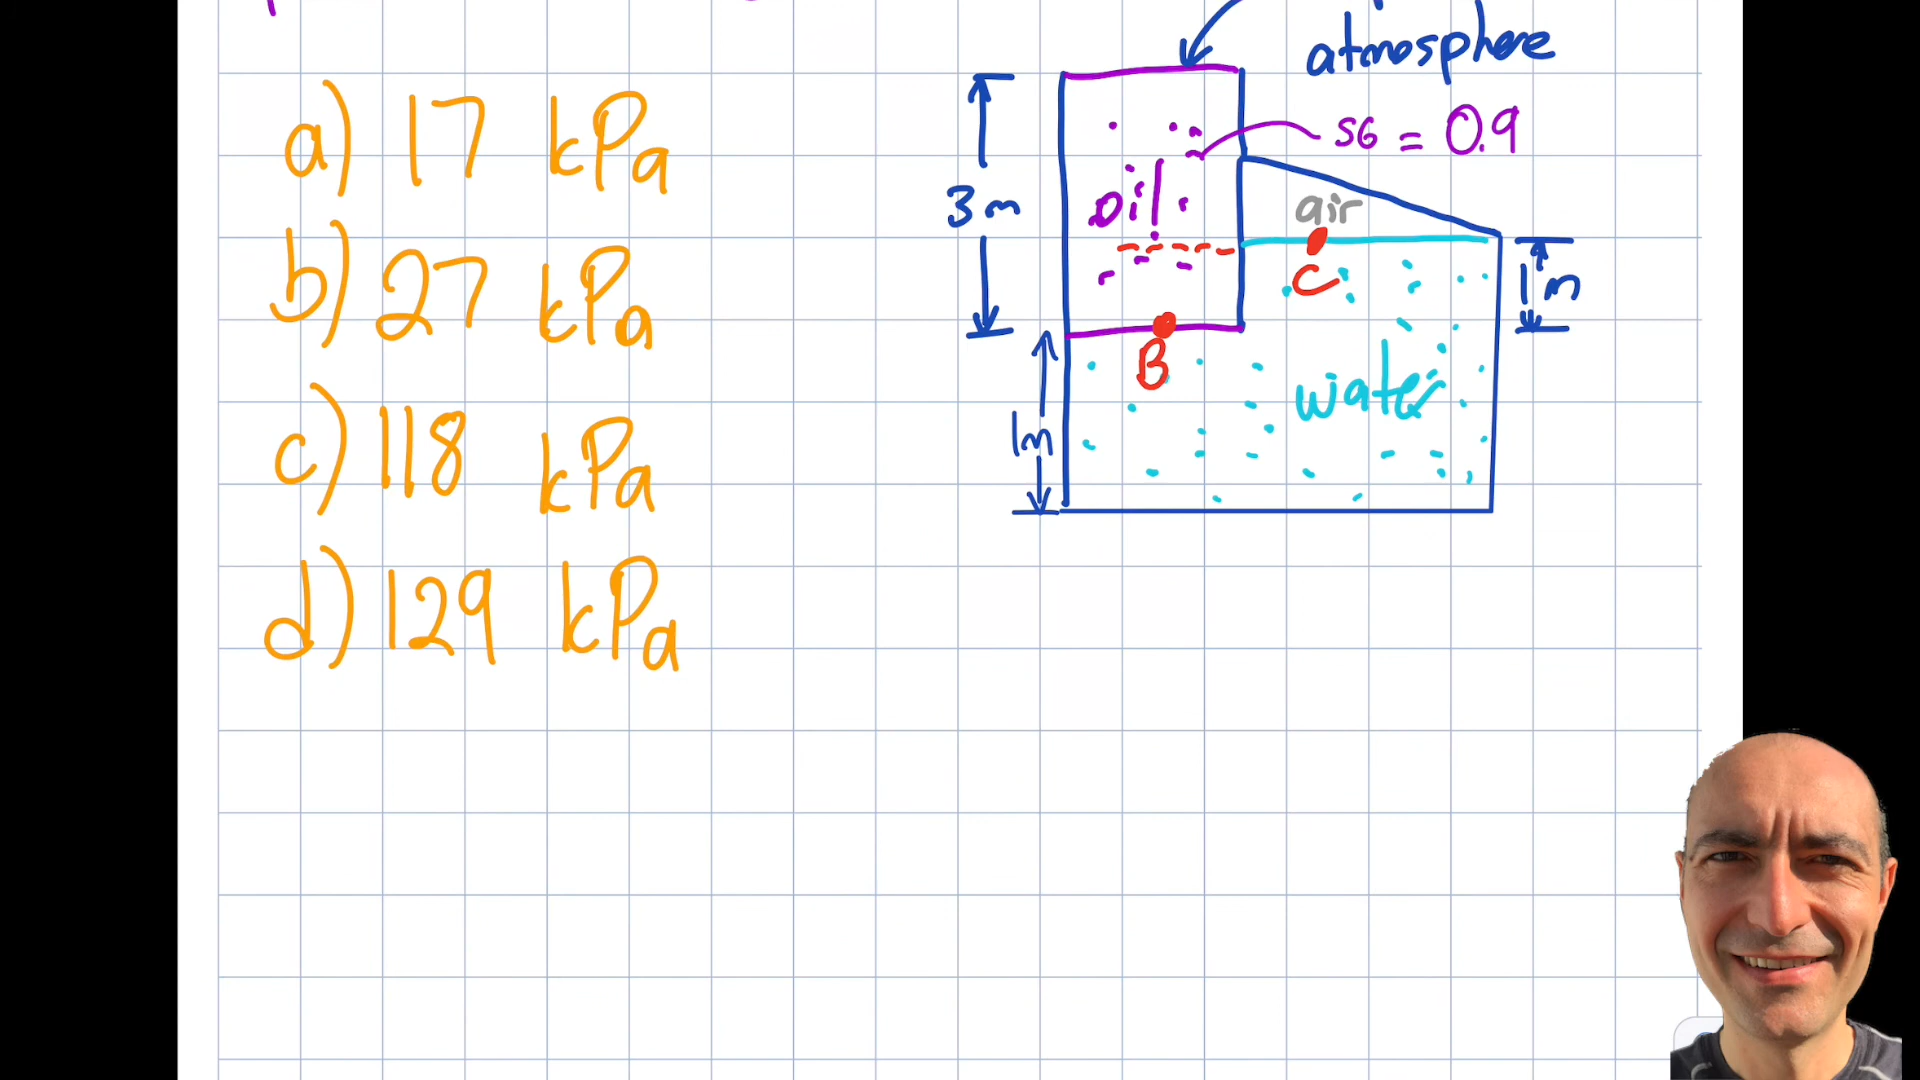 atmosphere
a) 17 kPa
SG = 0.9
3m
oil
air
b) 27 kPa
C
1m
B
water
c) 118 kPa
1m
d) 129 kPa